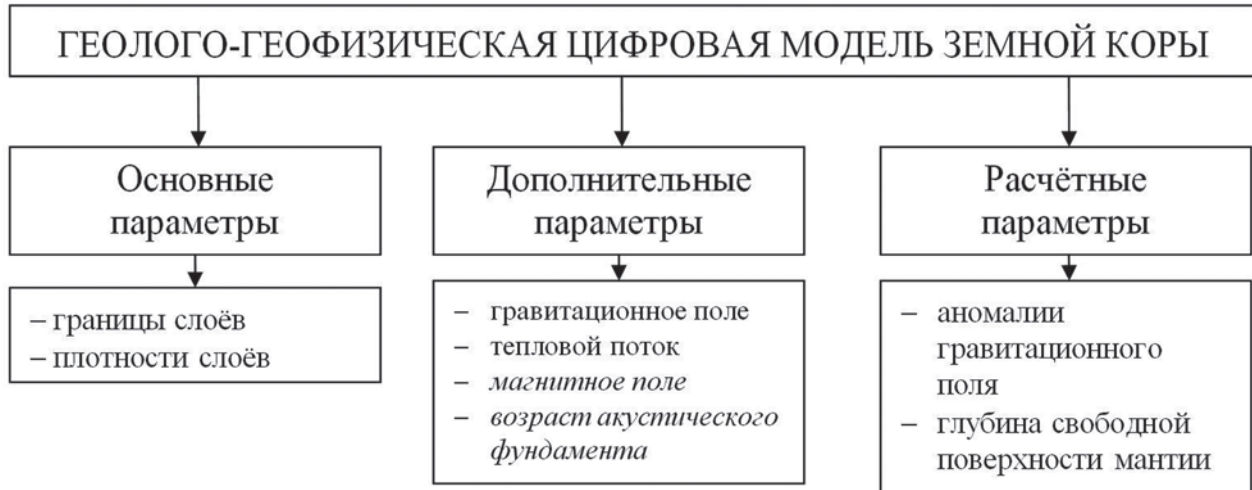 ГЕОЛОГО-ГЕОФИЗИЧЕСКАЯ ЦИФРОВАЯ МОДЕЛЬ ЗЕМНОЙ КОРЫ
Основные
параметры
– границы слоёв
– плотности слоёв
Дополнительные
параметры
– гравитационное поле
– тепловой поток
– магнитное поле
– возраст акустического
фундамента
Расчётные
параметры
– аномалии
гравитационного
поля
– глубина свободной
поверхности мантии